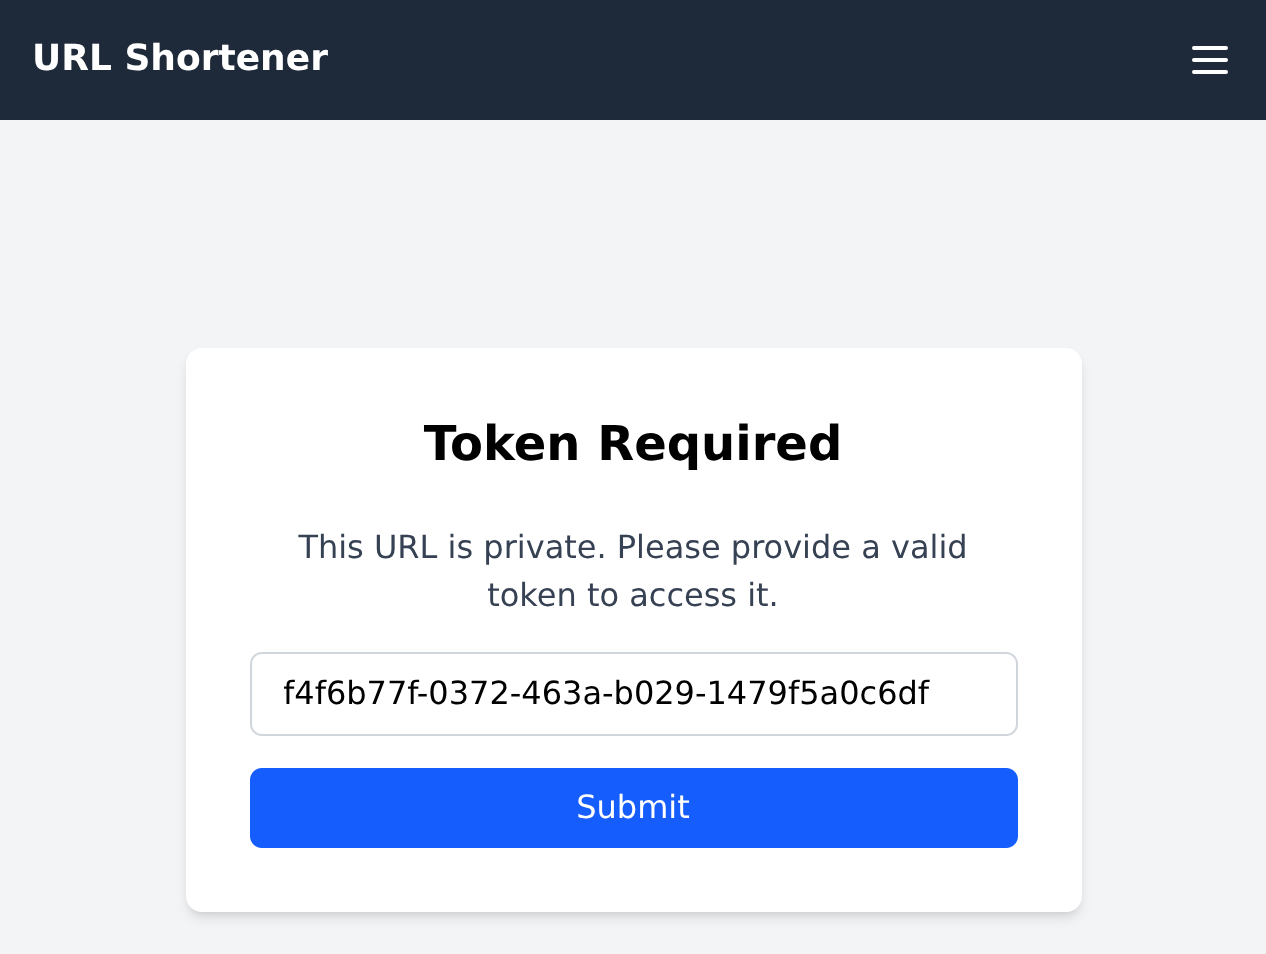 URL Shortener
Token Required
This URL is private. Please provide a valid
token to access it.
f4f6b77f-0372-463a-b029-1479f5a0c6df
Submit